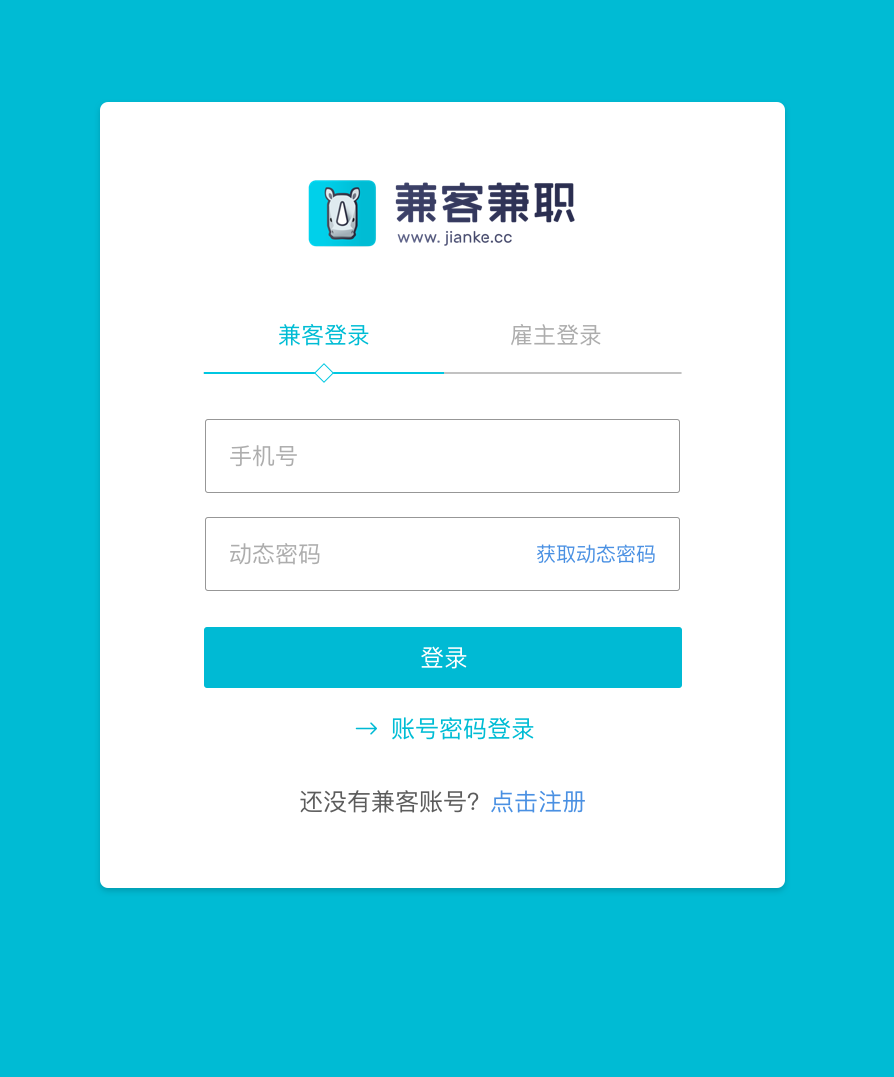 兼客兼职
www. jianke.cc
兼客登录 雇主登录
手机号
动态密码 获取动态密码
登录
→ 账号密码登录
还没有兼客账号？点击注册